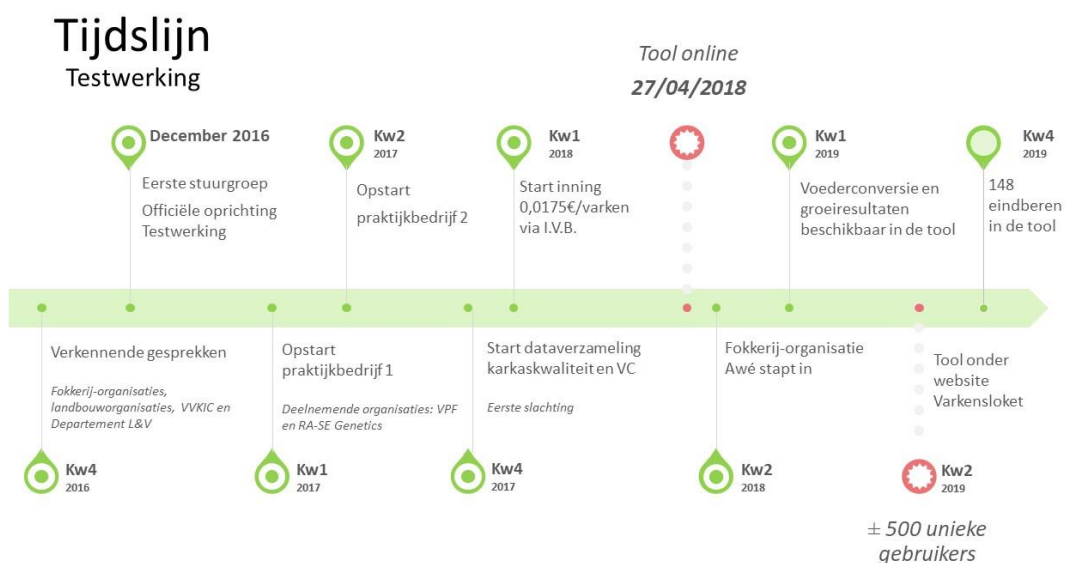 Tijdslijn
Testwerking
Tool online
27/04/2018
December 2016
Eerste stuurgroep
Officiële oprichting
Testwerking
Kw2
2017
Opstart
praktijkbedrijf 2
Kw1
2018
Start inning
0,0175€/varken
via I.V.B.
Kw1
2019
Voederconversie en
groeiresultaten
beschikbaar in de tool
Kw4
2019
148
eindberen
in de tool
Verkennende gesprekken
Fokkerij-organisaties,
landbouworganisaties, VVKIC en
Departement L&V
Kw4
2016
Opstart
praktijkbedrijf 1
Deelnemende organisaties: VPF
en RA-SE Genetics
Kw1
2017
Start dataverzameling
karkaskwaliteit en VC
Eerste slachting
Kw4
2017
Fokkerij-organisatie
Awé stapt in
Kw2
2018
Tool onder
website
Varkensloket
Kw2
2019
± 500 unieke
gebruikers